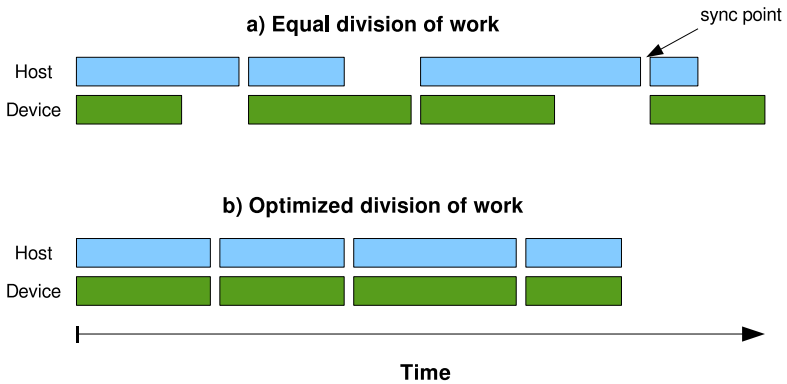 sync point
a) Equal division of work
Host
Device
b) Optimized division of work
Host
Device
Time